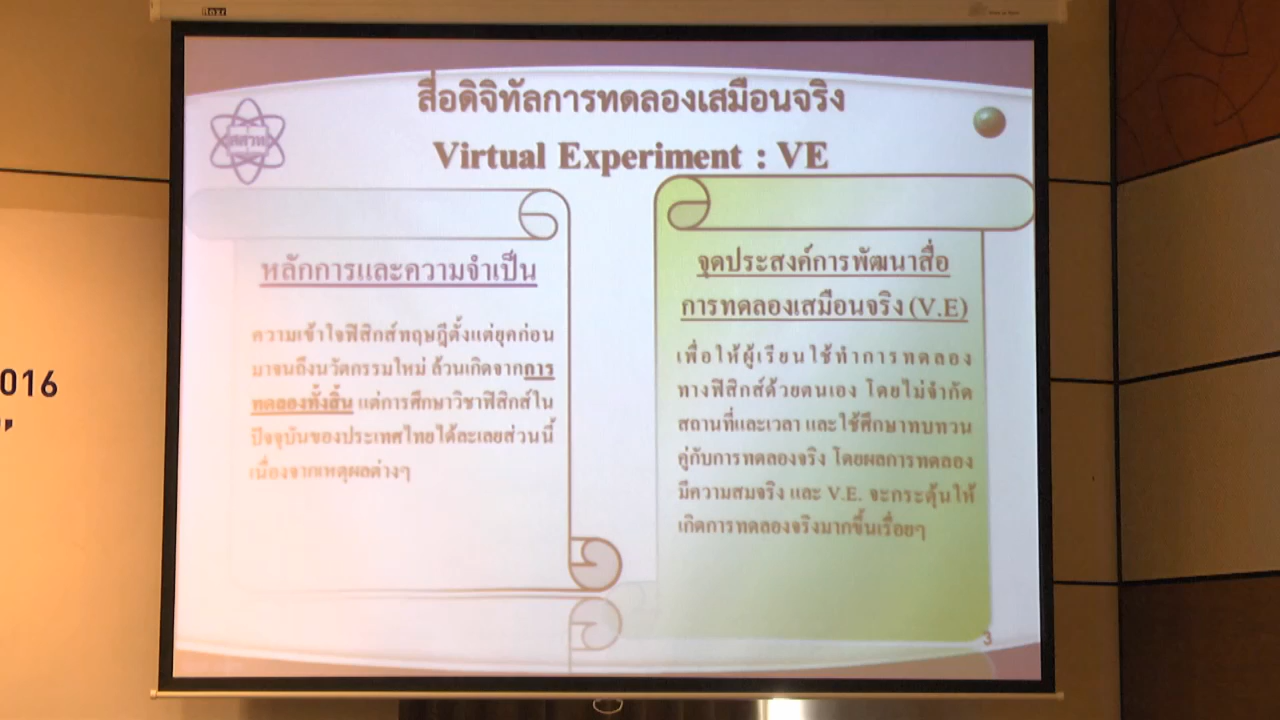 สื่อดิจิทัลการทดลองเสมือนจริง
Virtual Experiment : VE
สสวท
หลักการและความจำเป็น
ความเข้าใจฟิสิกส์ทฤษฎีตั้งแต่ยุคก่อน
มาจนถึงนวัตกรรมใหม่ ล้วนเกิดจากการ
ทดลองทั้งสิ้น แต่การศึกษาวิชาฟิสิกส์ใน
ปัจจุบันของประเทศไทยได้ละเลยส่วนนี้
เนื่องจากเหตุผลต่างๆ
จุดประสงค์การพัฒนาสื่อ
การทดลองเสมือนจริง (V.E)
เพื่อให้ผู้เรียนใช้ทำการทดลอง
ทางฟิสิกส์ด้วยตนเอง โดยไม่จำกัด
สถานที่และเวลา และใช้ศึกษาทบทวน
คู่กับการทดลองจริง โดยผลการทดลอง
มีความสมจริง และ V.E. จะกระตุ้นให้
เกิดการทดลองจริงมากขึ้นเรื่อยๆ
3
016
"